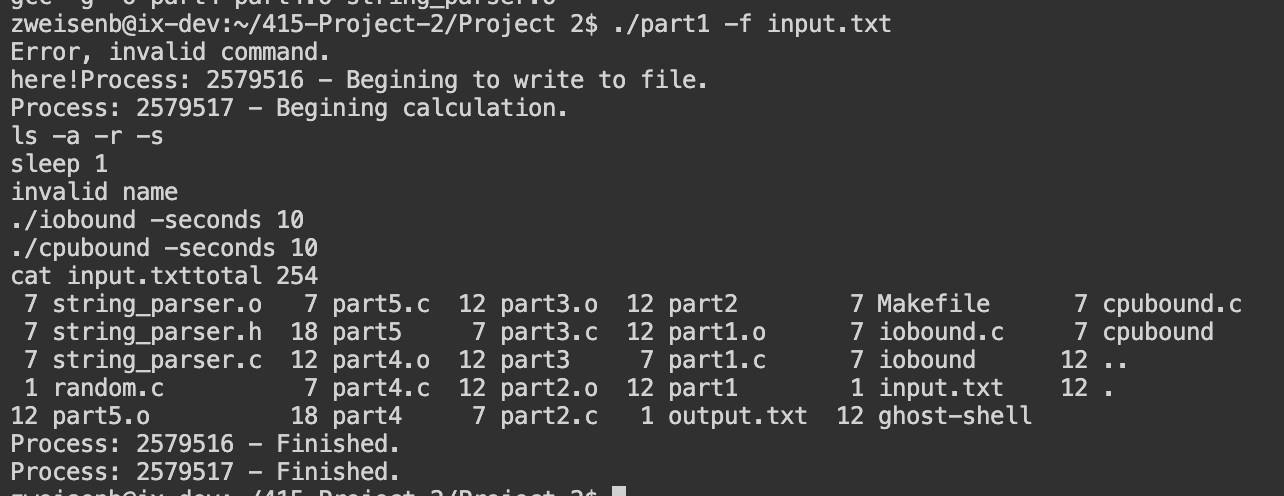 gcc -g -o part4 part4.o string_parser.o
zweisenb@ix-dev:~/415-Project-2/Project 2$ ./part1 -f input.txt
Error, invalid command.
here!Process: 2579516 - Begining to write to file.
Process: 2579517 - Begining calculation.
ls -a -r -s
sleep 1
invalid name
./iobound -seconds 10
./cpubound -seconds 10
cat input.txttotal 254
 7 string_parser.o   7 part5.c  12 part3.o  12 part2        7 Makefile      7 cpubound.c
 7 string_parser.h  18 part5     7 part3.c  12 part1.o      7 iobound.c     7 cpubound
 7 string_parser.c  12 part4.o  12 part3     7 part1.c      7 iobound      12 ..
 1 random.c          7 part4.c  12 part2.o  12 part1        1 input.txt    12 .
12 part5.o          18 part4     7 part2.c   1 output.txt  12 ghost-shell
Process: 2579516 - Finished.
Process: 2579517 - Finished.
zweisenb@ix-dev:~/415-Project-2/Project 2$